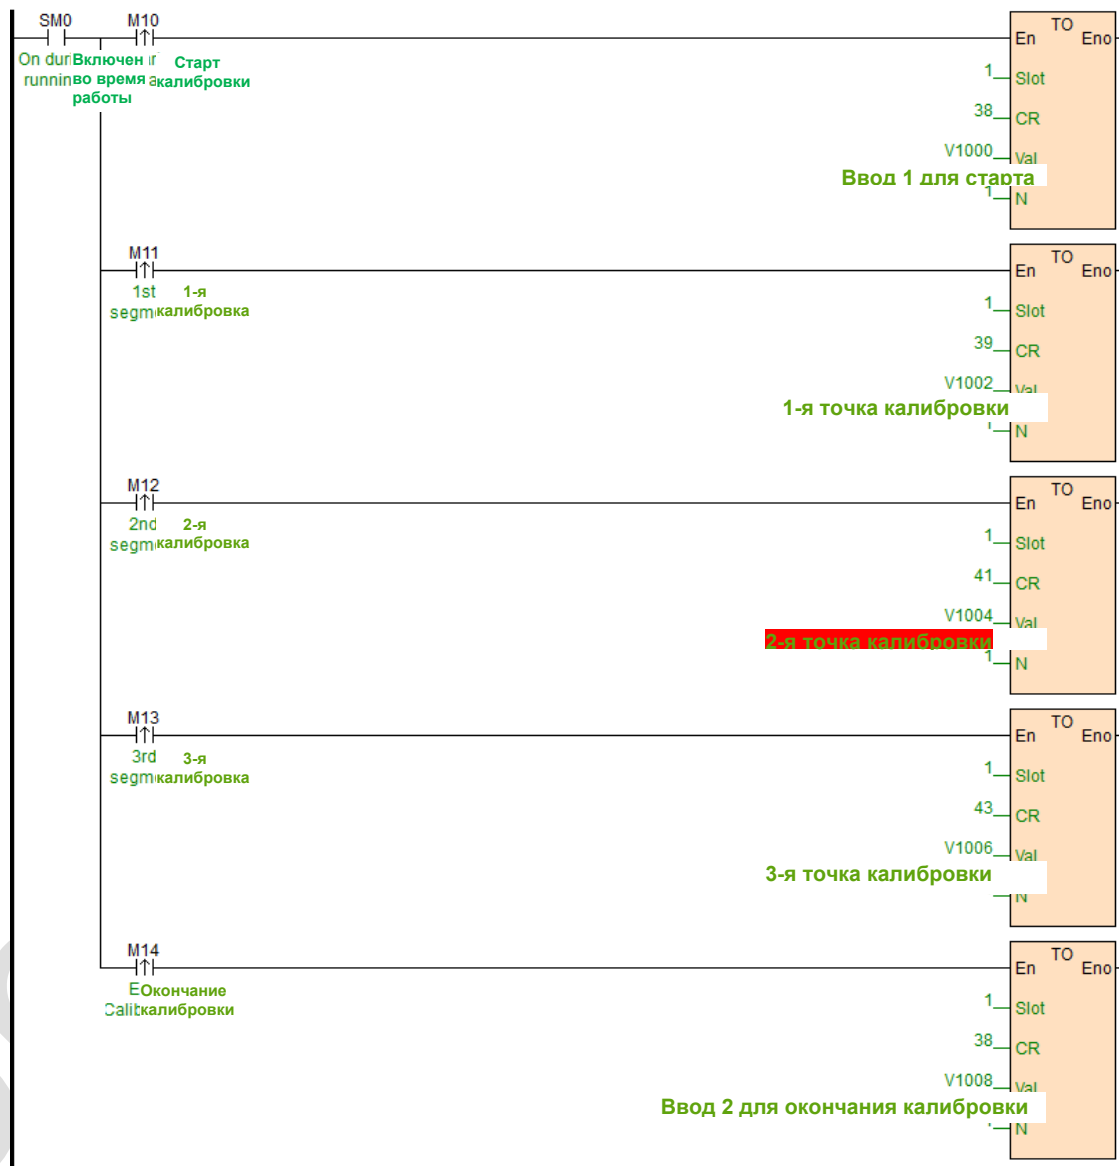 SM0 M10 TO
En Eno
On duri Включен Старт
runnin во время калибровки
работы
1 Slot
38 CR
V1000 Val
Ввод 1 для старта
1 N
M11 TO
En Eno
1st 1-я
segm калибровка
1 Slot
39 CR
V1002 Val
1-я точка калибровки
N
M12 TO
En Eno
2nd 2-я
segm калибровка
1 Slot
41 CR
V1004 Val
2-я точка калибровки
1 N
M13 TO
En Eno
3rd 3-я
segm калибровка
1 Slot
43 CR
V1006 Val
3-я точка калибровки
N
M14 TO
En Eno
E Окончание
Calib калибровки
1 Slot
38 CR
V1008 Val
Ввод 2 для окончания калибровки
N